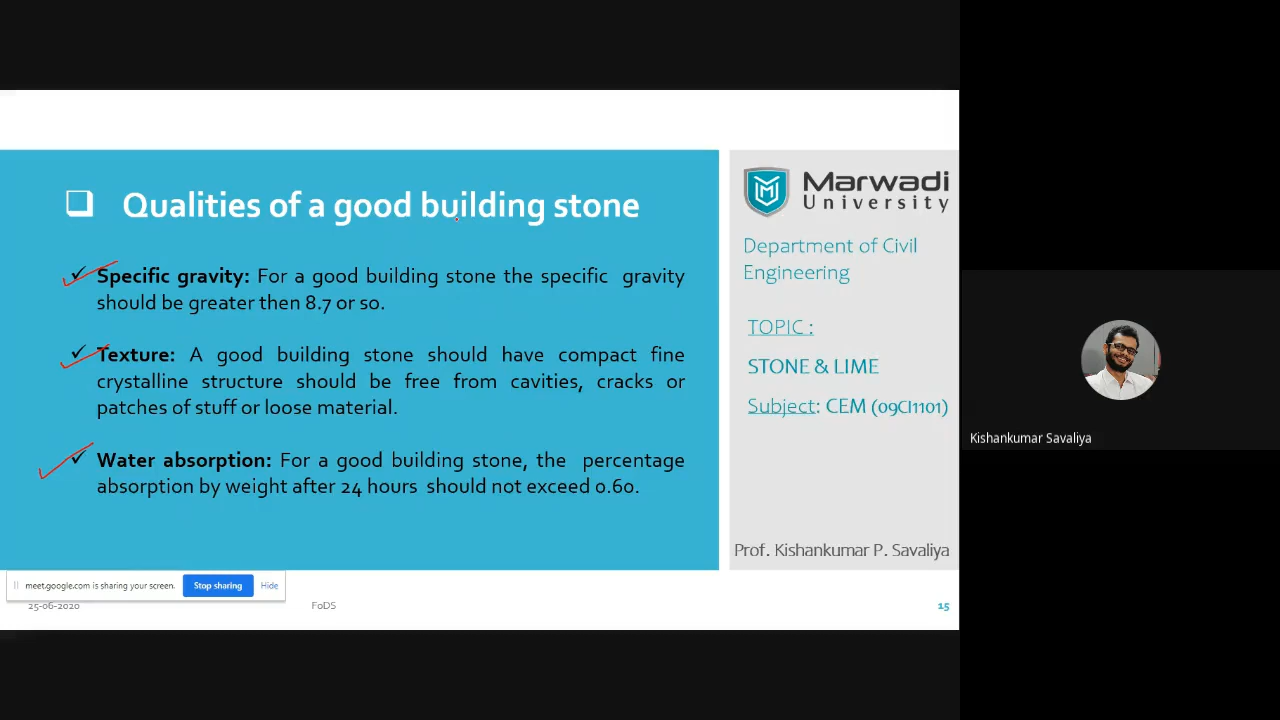 Qualities of a good building stone
Specific gravity: For a good building stone the specific gravity
should be greater then 8.7 or so.
Texture: A good building stone should have compact fine
crystalline structure should be free from cavities, cracks or
patches of stuff or loose material.
Water absorption: For a good building stone, the percentage
absorption by weight after 24 hours should not exceed 0.60.
Marwadi
University
Department of Civil
Engineering
TOPIC :
STONE & LIME
Subject: CEM (09CI1101)
Prof. Kishankumar P. Savaliya
meet.google.com is sharing your screen.
Stop sharing
Hide
25-06-2020
FoDS
15
Kishankumar Savaliya